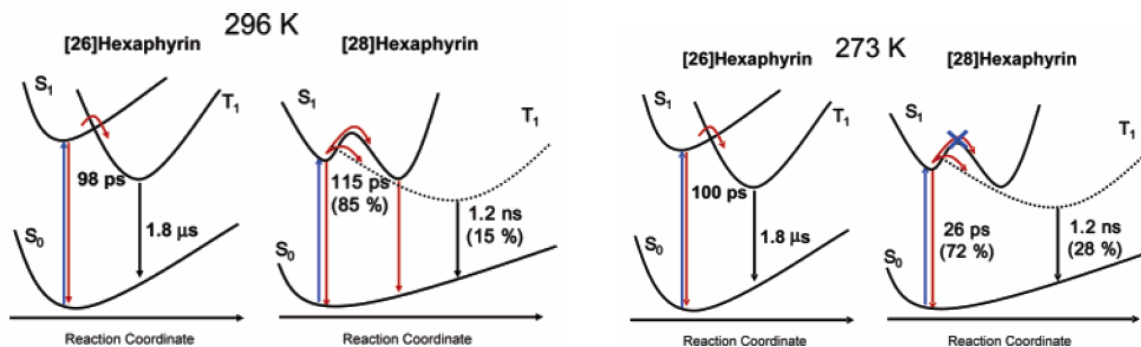 296 K
[26]Hexaphyrin
[28]Hexaphyrin
S1
T1
S1
T1
98 ps
1.8 μs
115 ps
(85 %)
1.2 ns
(15 %)
S0
S0
Reaction Coordinate
Reaction Coordinate
273 K
[26]Hexaphyrin
[28]Hexaphyrin
S1
T1
S1
T1
100 ps
1.8 μs
26 ps
(72 %)
1.2 ns
(28 %)
S0
S0
Reaction Coordinate
Reaction Coordinate